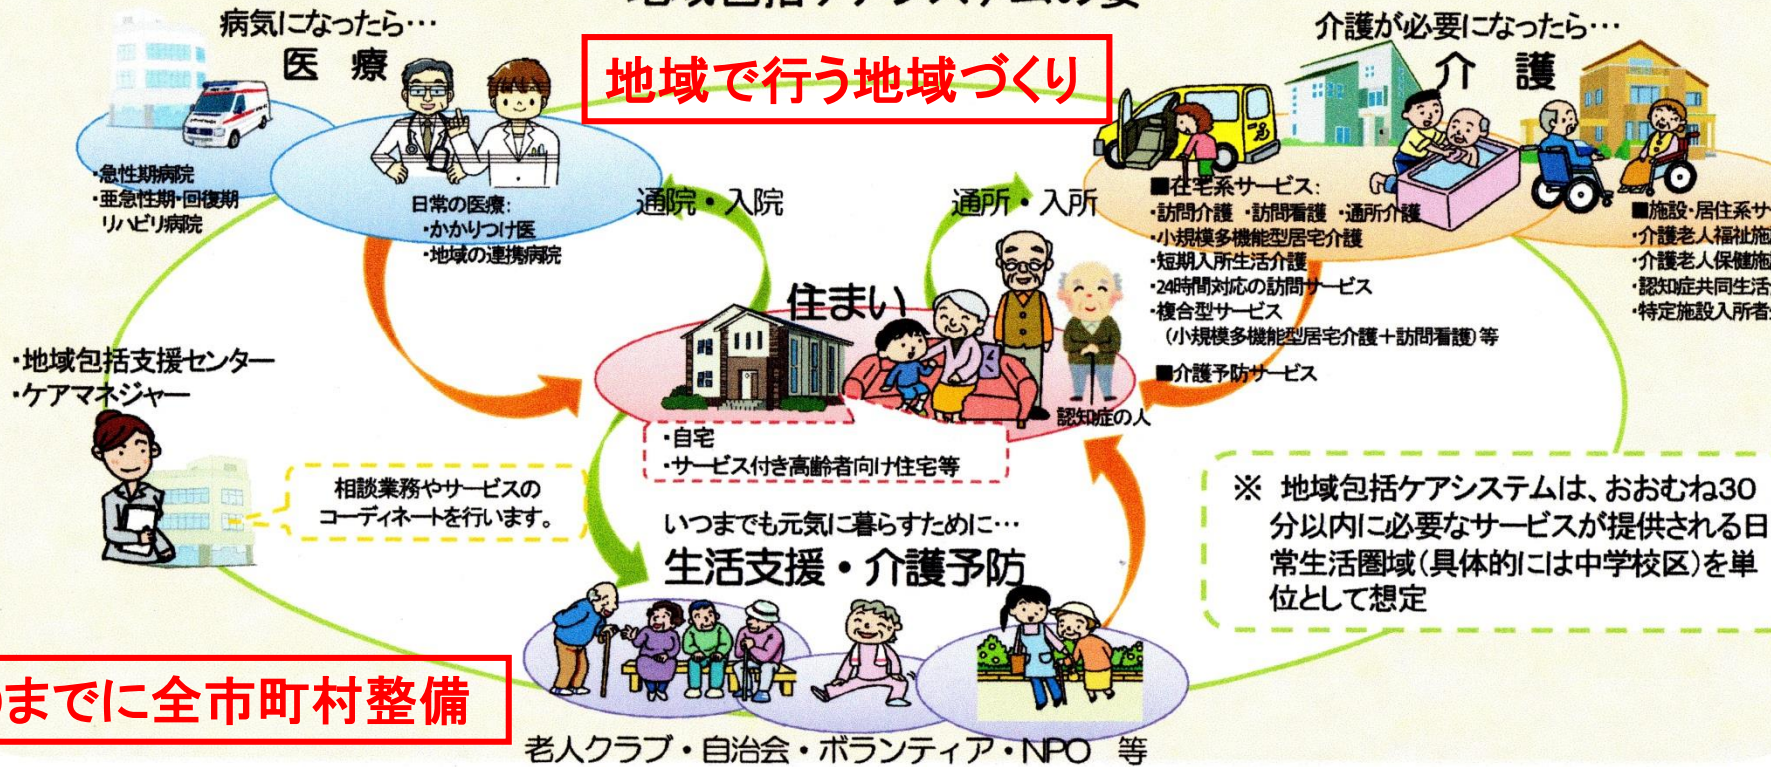 病気になったら…
医 療
地域で行う地域づくり
介護が必要になったら…
介 護
・急性期病院
・亜急性期・回復期
リハビリ病院
日常の医療:
・かかりつけ医
・地域の連携病院
通院・入院
通所・入所
■在宅系サービス:
・訪問介護 ・訪問看護 ・通所介護
・小規模多機能型居宅介護
・短期入所生活介護
・24時間対応の訪問サービス
・複合型サービス
(小規模多機能型居宅介護+訪問看護)等
■介護予防サービス
■施設・居住系サ
・介護老人福祉施
・介護老人保健施
・認知症共同生活
・特定施設入所者
住まい
認知症の人
・自宅
・サービス付き高齢者向け住宅等
・地域包括支援センター
・ケアマネジャー
相談業務やサービスの
コーディネートを行います。
いつまでも元気に暮らすために…
生活支援・介護予防
※ 地域包括ケアシステムは、おおむね30
分以内に必要なサービスが提供される日
常生活圏域(具体的には中学校区)を単
位として想定
までに全市町村整備
老人クラブ・自治会・ボランティア・NPO 等